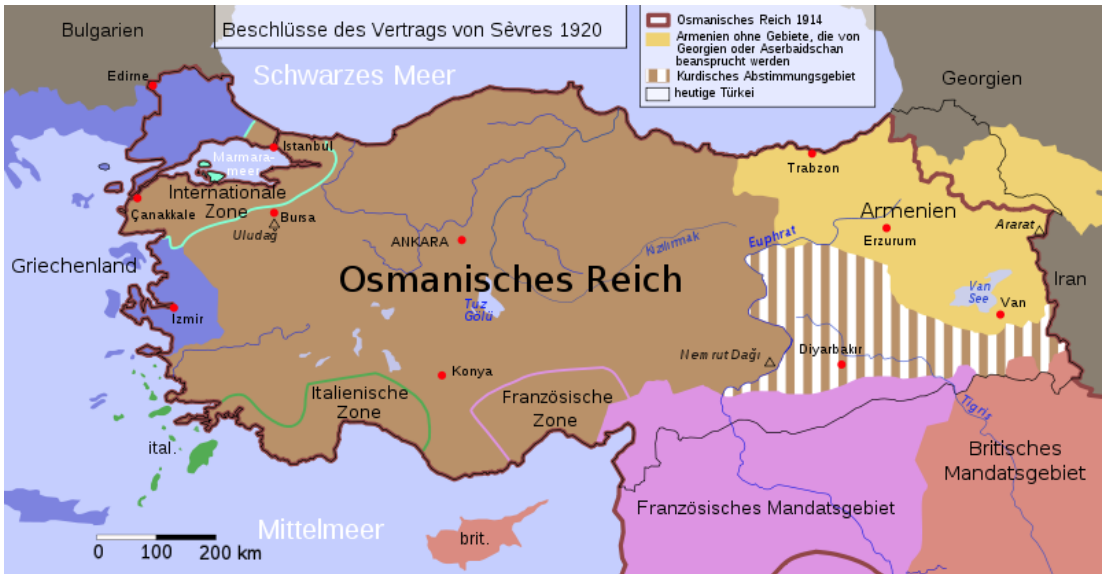 Beschlüsse des Vertrags von Sèvres 1920
Osmanisches Reich 1914
Armenien ohne Gebiete, die von
Georgien oder Aserbaidschan
beansprucht werden
Kurdisches Abstimmungsgebiet
heutige Türkei
Bulgarien
Edirne
Schwarzes Meer
Georgien
Istanbul
Marmara-
meer
Trabzon
Internationale
Zone
Çanakkale
Bursa
Uludağ
Armenien
Erzurum
Ararat
ANKARA
Kızılırmak
Euphrat
Griechenland
Osmanisches Reich
Iran
Van
See
Van
Tuz
Gölü
Izmir
Nemrut Dağı
Diyarbakır
Konya
Italienische
Zone
Französische
Zone
Tigris
ital.
Britisches
Mandatsgebiet
Französisches Mandatsgebiet
Mittelmeer
brit.
0 100 200 km